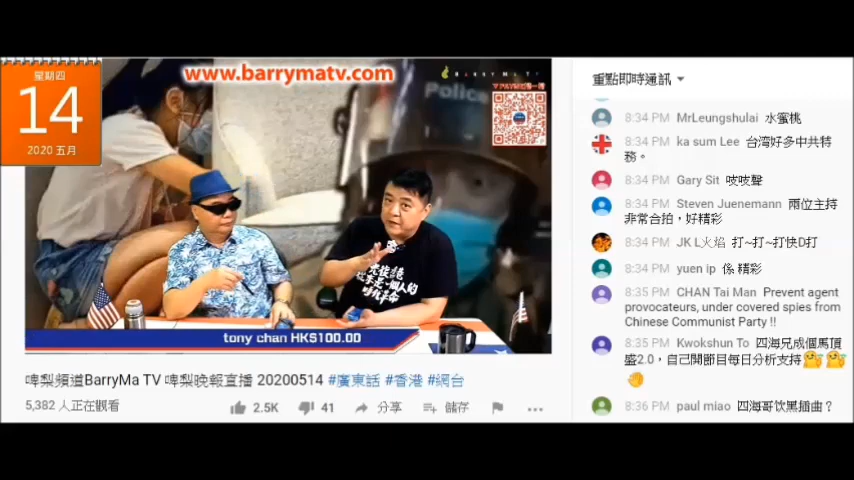 星期四
14
2020 五月
www.barrymatv.com
BARRYMA TV
Police
tony chan HK$100.00
啤梨頻道BarryMa TV 啤梨晚報直播 20200514 #廣東話 #香港 #網台
5,382 人正在觀看
2.5K
41
分享
儲存
重點即時通訊
8:34 PM MrLeungshulai 水蜜桃
8:34 PM ka sum Lee 台湾好多中共特
務。
8:34 PM Gary Sit 吱吱聲
8:34 PM Steven Juenemann 兩位主持
非常合拍，好精彩
8:34 PM JK L火焰 打~打~打快D打
8:34 PM yuen ip 係 精彩
8:35 PM CHAN Tai Man Prevent agent
provocateurs, under covered spies from
Chinese Communist Party !!
8:35 PM Kwokshun To 四海兄成個馬頂
盛2.0，自己開節目每日分析支持
8:36 PM paul miao 四海哥饮黑插曲？